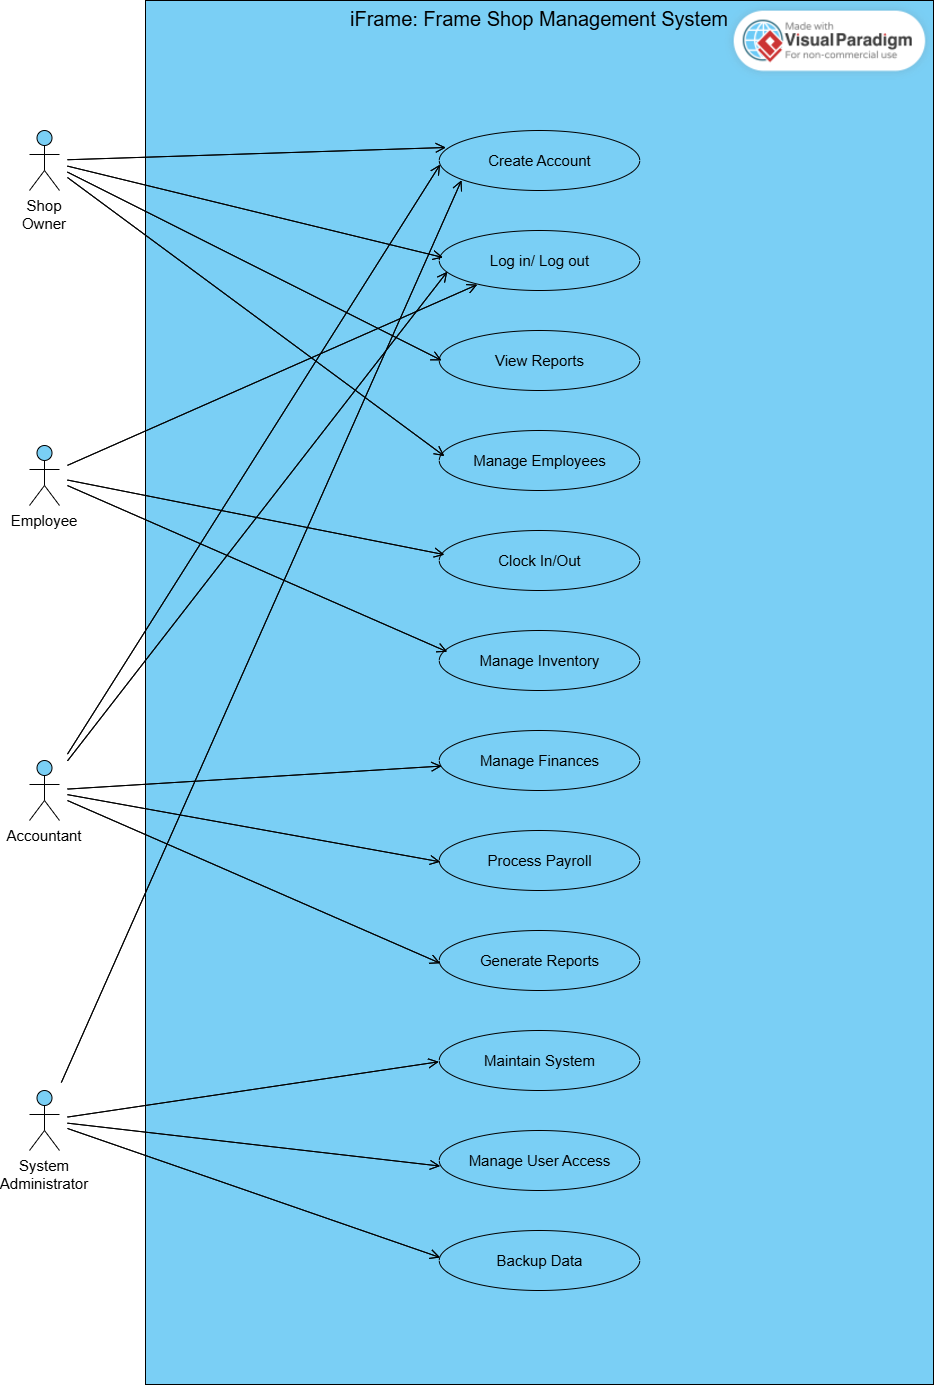 iFrame: Frame Shop Management System
Made with
Visual Paradigm
For non-commercial use
Shop
Owner
Create Account
Log in/ Log out
View Reports
Manage Employees
Employee
Clock In/Out
Manage Inventory
Accountant
Manage Finances
Process Payroll
Generate Reports
System
Administrator
Maintain System
Manage User Access
Backup Data